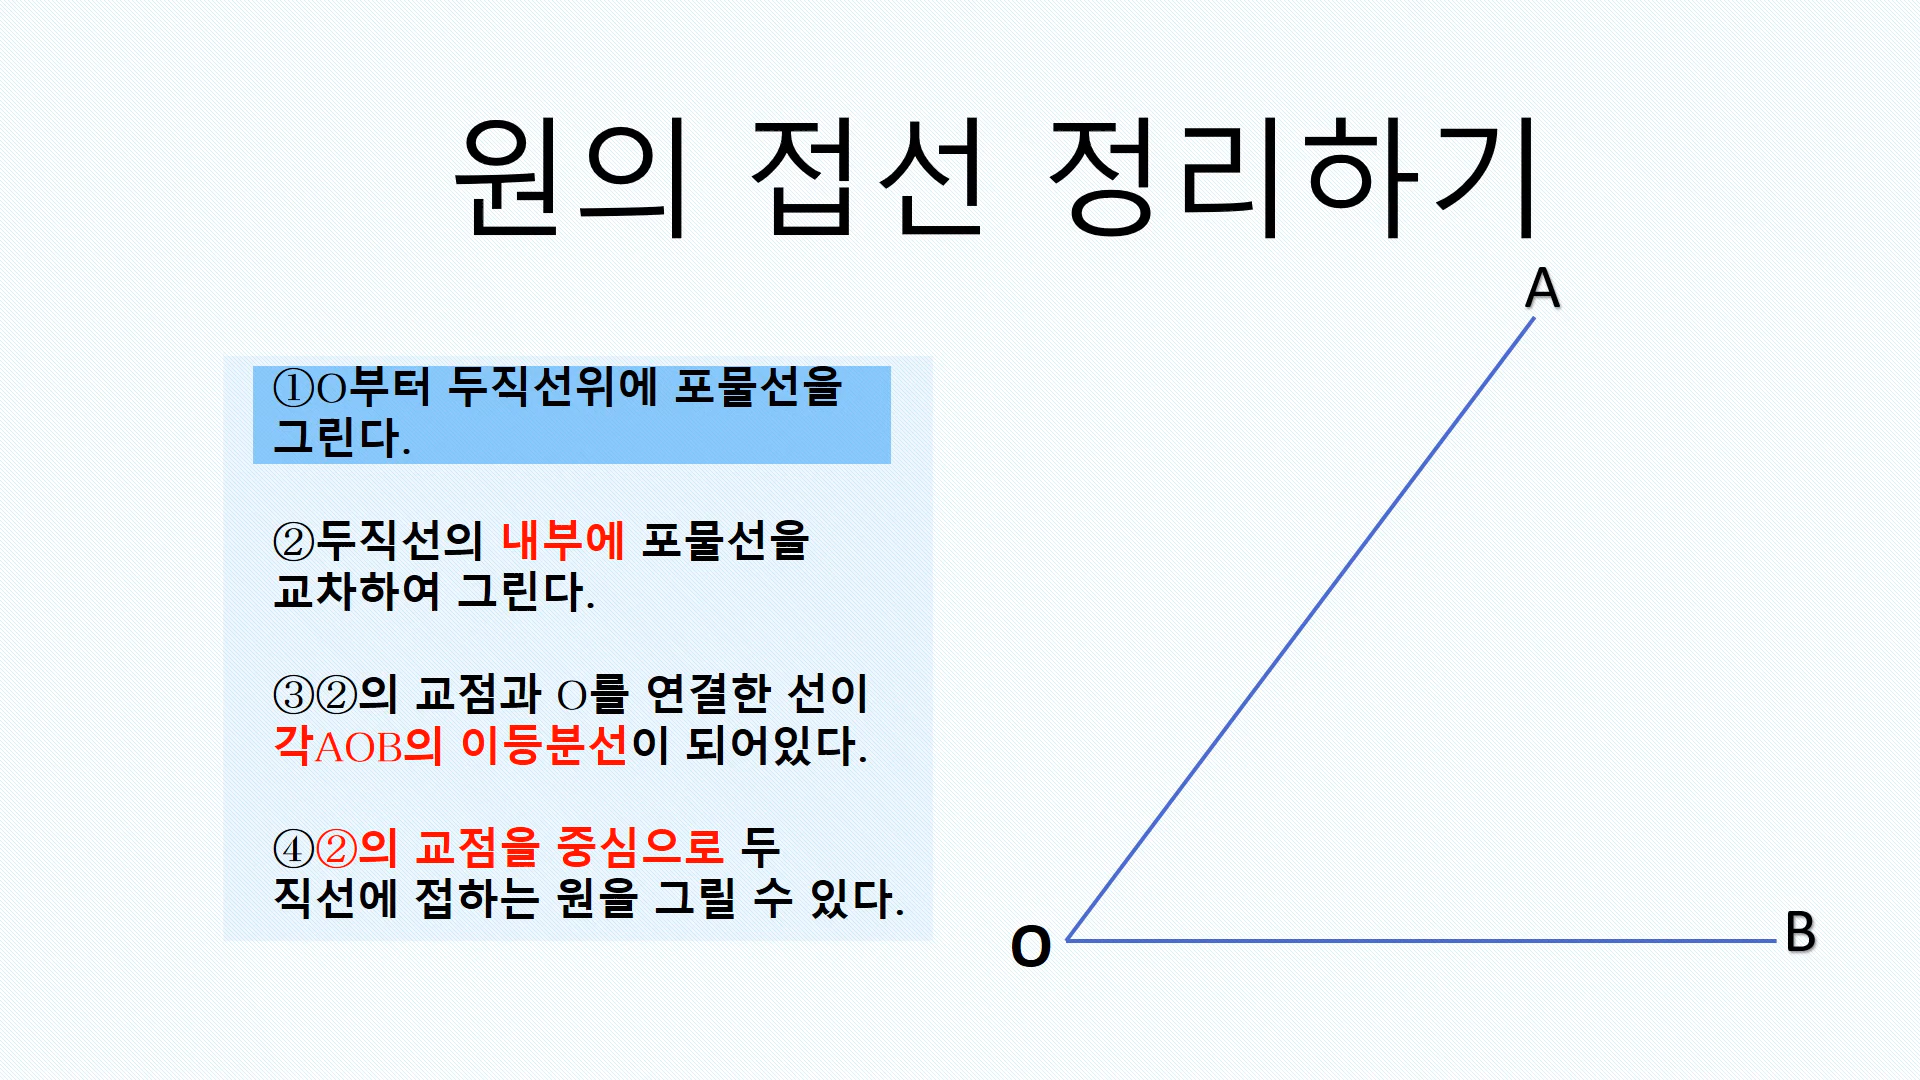 원의 접선 정리하기
A
①O부터 두직선위에 포물선을
그린다.
②두직선의 내부에 포물선을
교차하여 그린다.
③②의 교점과 O를 연결한 선이
각AOB의 이등분선이 되어있다.
④②의 교점을 중심으로 두
직선에 접하는 원을 그릴 수 있다.
O
B